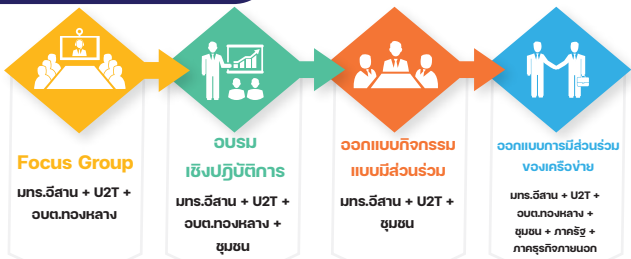 Focus Group
มทร.อีสาน + U2T +
อบต.ทองหลาง
อบรม
เชิงปฏิบัติการ
มทร.อีสาน + U2T +
อบต.ทองหลาง +
ชุมชน
ออกแบบกิจกรรม
แบบมีส่วนร่วม
มทร.อีสาน + U2T +
ชุมชน
ออกแบบการมีส่วนร่วม
ของเครือข่าย
มทร.อีสาน + U2T +
อบต.ทองหลาง +
ชุมชน + ภาครัฐ +
ภาคธุรกิจภายนอก